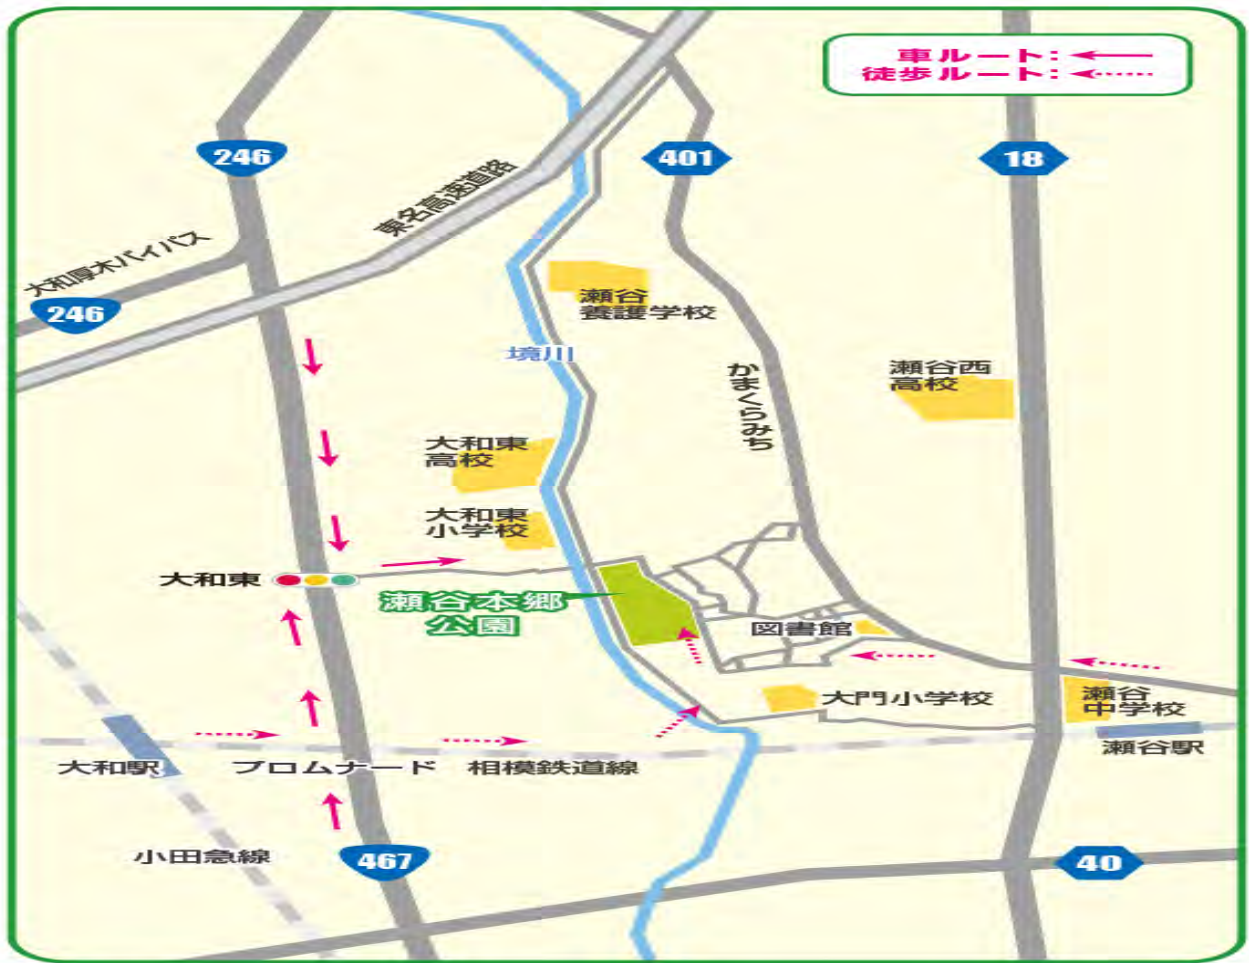 車ルート:
徒歩ルート:
246
401
18
東名高速道路
大和厚木バイパス
246
瀬谷
養護学校
境川
かまくらみち
瀬谷西
高校
大和東
高校
大和東
小学校
大和東
瀬谷本郷
公園
図書館
大門小学校
瀬谷
中学校
瀬谷駅
大和駅
プロムナード
相模鉄道線
小田急線
467
40